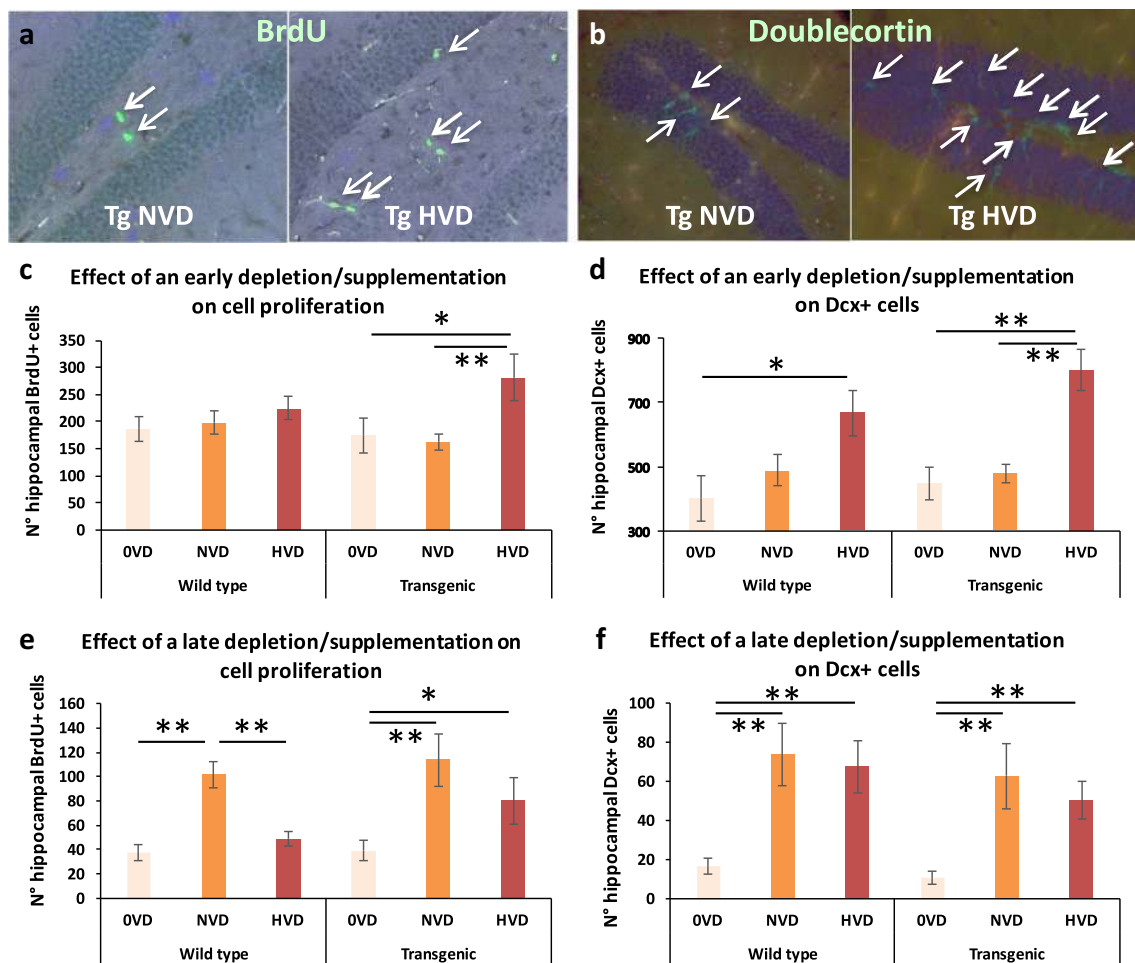 a
BrdU
Tg NVD
Tg HVD
b
Doublecortin
Tg NVD
Tg HVD
c
Effect of an early depletion/supplementation
on cell proliferation
N° hippocampal BrdU+ cells
350
300
250
200
150
100
50
0
*
**
0VD NVD HVD 0VD NVD HVD
Wild type Transgenic
d
Effect of an early depletion/supplementation
on Dcx+ cells
N° hippocampal Dcx+ cells
900
700
500
300
*
**
**
0VD NVD HVD 0VD NVD HVD
Wild type Transgenic
e
Effect of a late depletion/supplementation on
cell proliferation
N° hippocampal BrdU+ cells
160
140
120
100
80
60
40
20
0
** **
*
**
0VD NVD HVD 0VD NVD HVD
Wild type Transgenic
f
Effect of a late depletion/supplementation
on Dcx+ cells
N° hippocampal Dcx+ cells
100
80
60
40
20
0
**
**
**
**
0VD NVD HVD 0VD NVD HVD
Wild type Transgenic